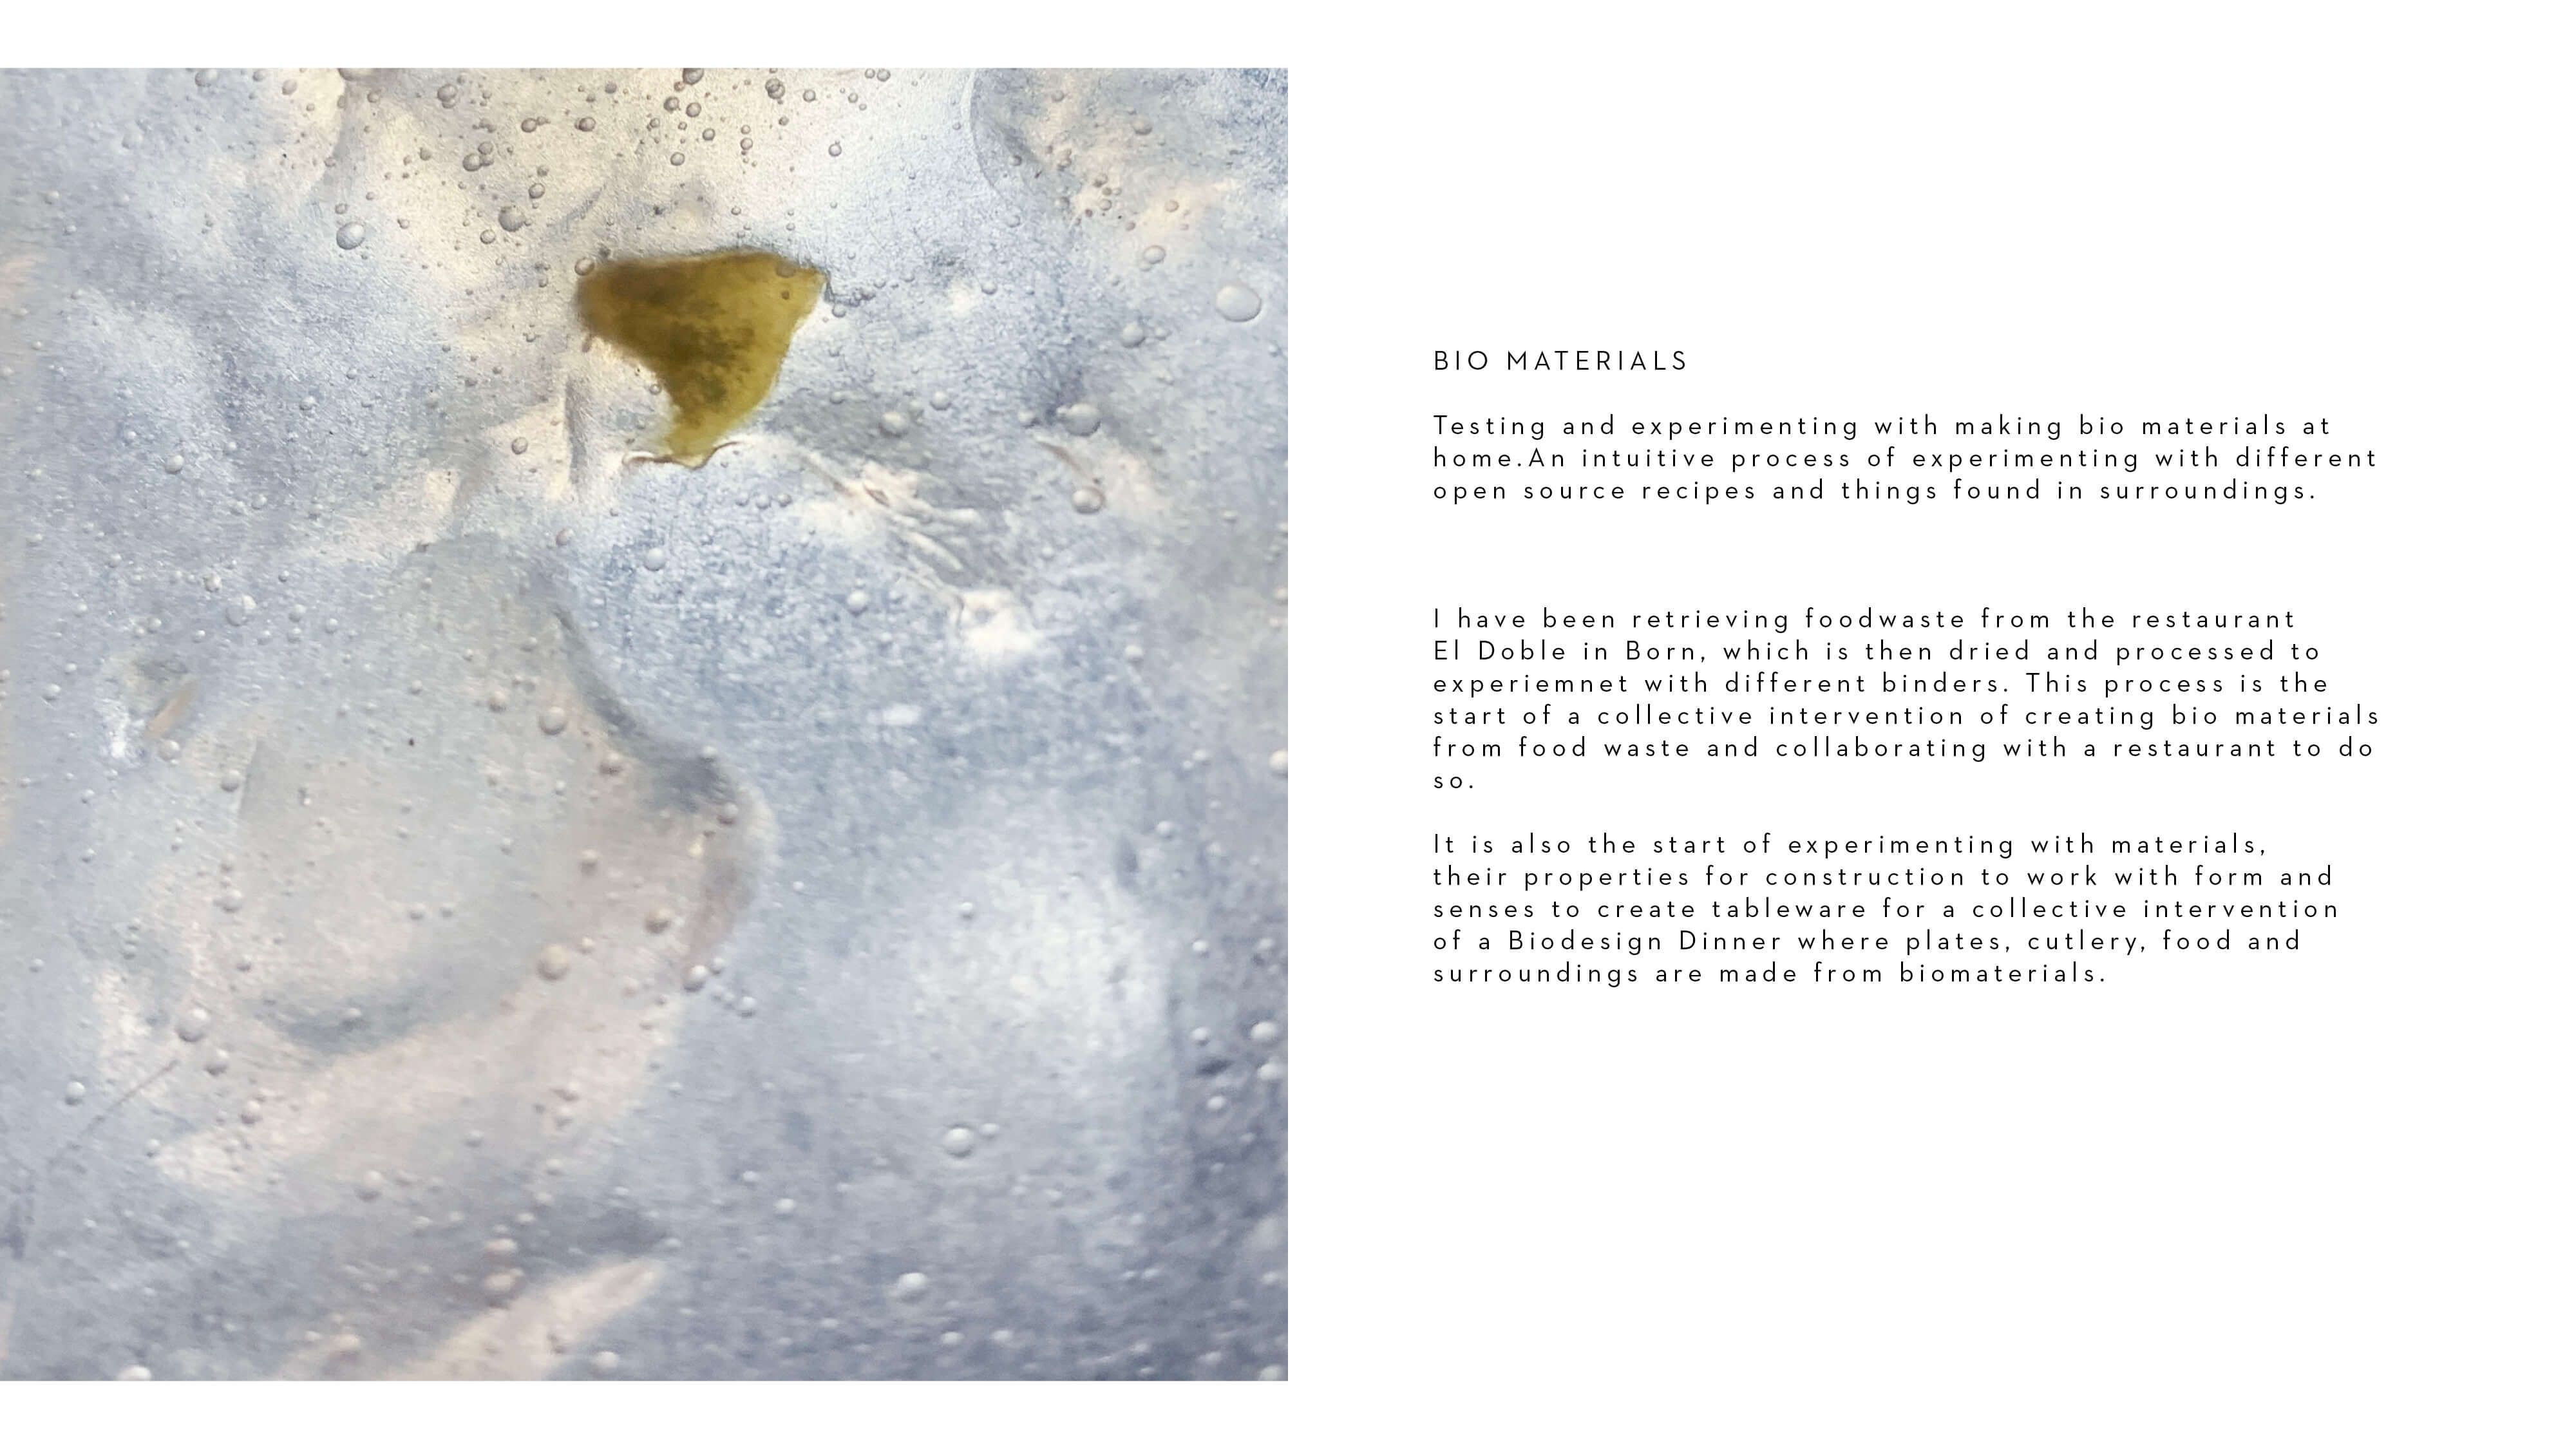 BIO MATERIALS
Testing and experimenting with making bio materials at
home.An intuitive process of experimenting with different
open source recipes and things found in surroundings.
I have been retrieving foodwaste from the restaurant
El Doble in Born, which is then dried and processed to
experiemnet with different binders. This process is the
start of a collective intervention of creating bio materials
from food waste and collaborating with a restaurant to do
so.
It is also the start of experimenting with materials,
their properties for construction to work with form and
senses to create tableware for a collective intervention
of a Biodesign Dinner where plates, cutlery, food and
surroundings are made from biomaterials.